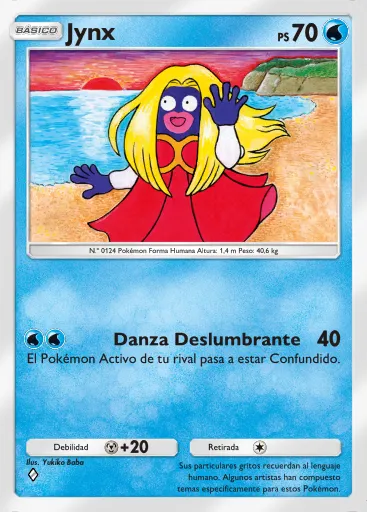 BÁSICO
Jynx
PS 70
N.º 0124 Pokémon Forma Humana Altura: 1,4 m Peso: 40,6 kg
Danza Deslumbrante 40
El Pokémon Activo de tu rival pasa a estar Confundido.
Debilidad +20 Retirada
Ilus. Yukiko Baba
Sus particulares gritos recuerdan al lenguaje
humano. Algunos artistas han compuesto
temas específicamente para estos Pokémon.